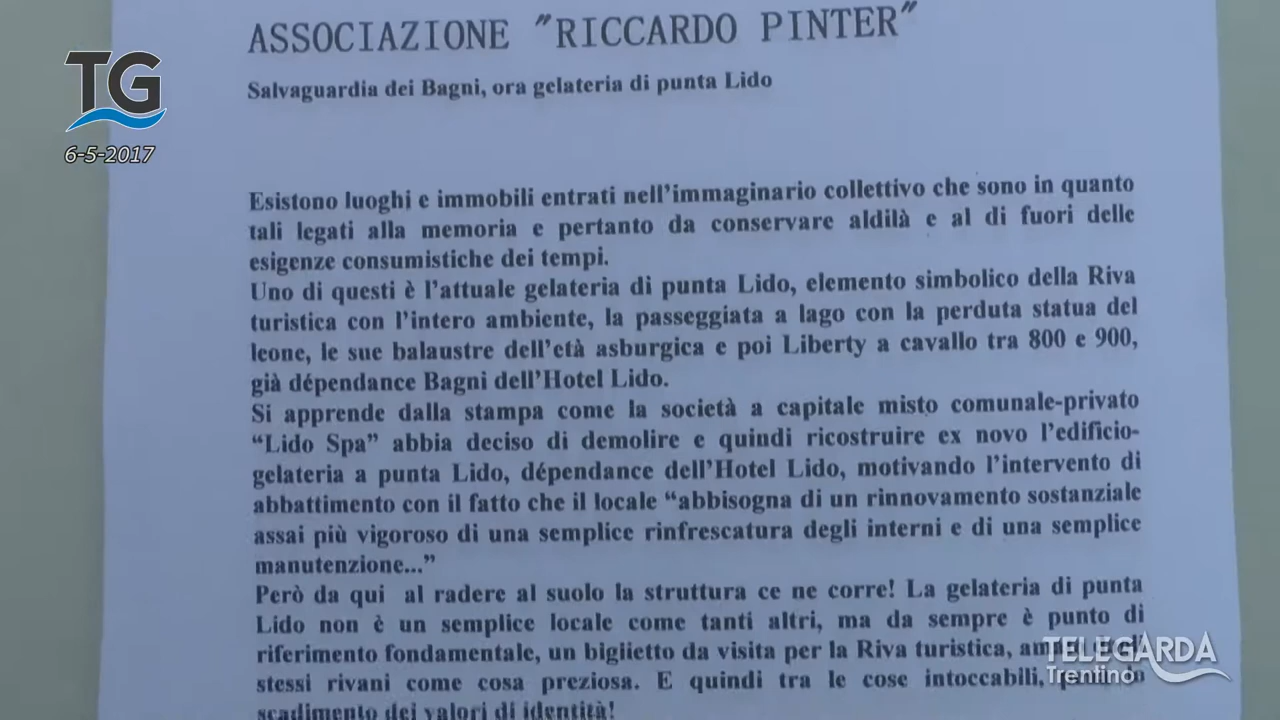 ASSOCIAZIONE "RICCARDO PINTER"
Salvaguardia dei Bagni, ora gelateria di punta Lido
TG
6-5-2017
Esistono luoghi e immobili entrati nell'immaginario collettivo che sono in quanto
tali legati alla memoria e pertanto da conservare aldilà e al di fuori delle
esigenze consumistiche dei tempi.
Uno di questi è l'attuale gelateria di punta Lido, elemento simbolico della Riva
turistica con l'intero ambiente, la passeggiata a lago con la perduta statua del
leone, le sue balaustre dell'età asburgica e poi Liberty a cavallo tra 800 e 900,
già dépendance Bagni dell'Hotel Lido.
Si apprende dalla stampa come la società a capitale misto comunale-privato
“Lido Spa” abbia deciso di demolire e quindi ricostruire ex novo l'edificio-
gelateria a punta Lido, dépendance dell'Hotel Lido, motivando l'intervento di
abbattimento con il fatto che il locale “abbisogna di un rinnovamento sostanziale
assai più vigoroso di una semplice rinfrescatura degli interni e di una semplice
manutenzione...”
Però da qui al radere al suolo la struttura ce ne corre! La gelateria di punta
Lido non è un semplice locale come tanti altri, ma da sempre è punto di
riferimento fondamentale, un biglietto da visita per la Riva turistica,
stessi rivani come cosa preziosa. E quindi tra le cose intoccabili,
scadimento dei valori di identità!
TELEGARDA
Trentino